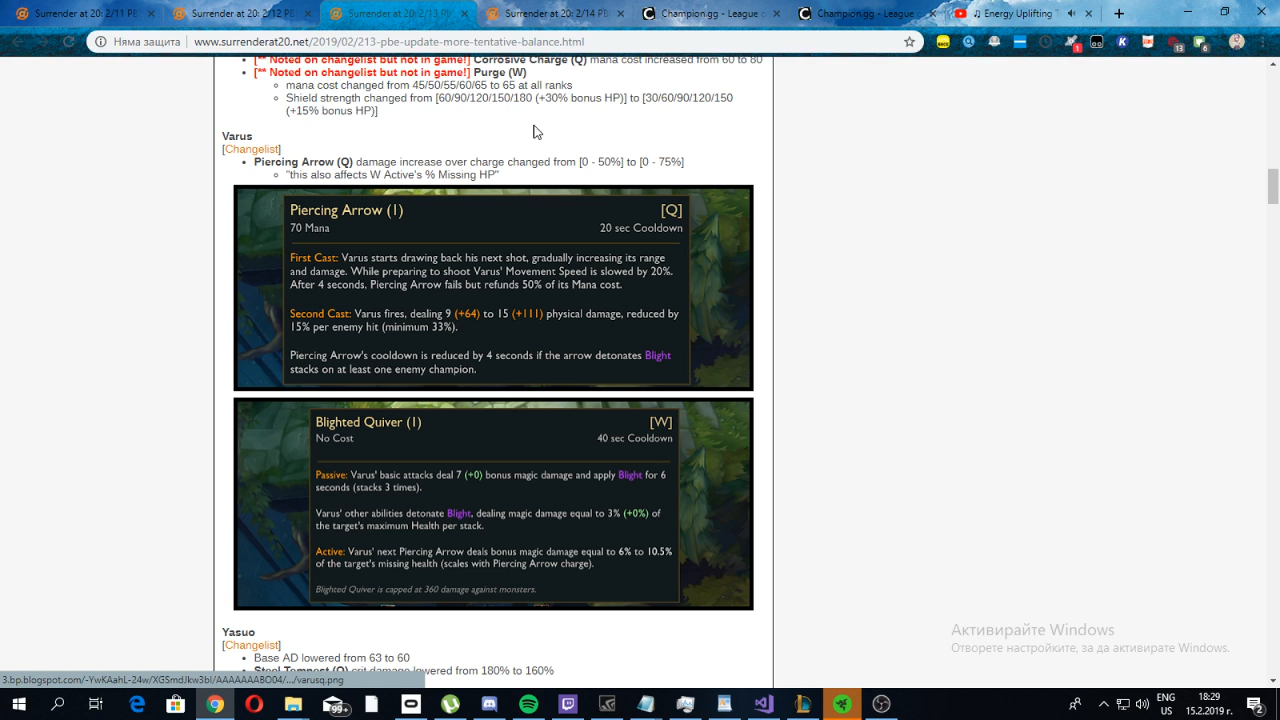 Surrender at 20: 2/11 PB
Surrender at 20: 2/12 PB
Surrender at 20: 2/13 PB
Surrender at 20: 2/14 PB
Champion.gg - League o
Champion.gg - League o
♫ Energy Uplifting T
Няма защита
www.surrenderat20.net/2019/02/213-pbe-update-more-tentative-balance.html
[** Noted on changelist but not in game!] Corrosive Charge (Q) mana cost increased from 60 to 80
[** Noted on changelist but not in game!] Purge (W)
mana cost changed from 45/50/55/60/65 to 65 at all ranks
Shield strength changed from [60/90/120/150/180 (+30% bonus HP)] to [30/60/90/120/150
(+15% bonus HP)]
Varus
[Changelist]
Piercing Arrow (Q) damage increase over charge changed from [0 - 50%] to [0 - 75%]
"this also affects W Active's % Missing HP"
Piercing Arrow (1) [Q]
70 Mana 20 sec Cooldown
First Cast: Varus starts drawing back his next shot, gradually increasing its range
and damage. While preparing to shoot Varus' Movement Speed is slowed by 20%.
After 4 seconds, Piercing Arrow fails but refunds 50% of its Mana cost.
Second Cast: Varus fires, dealing 9 (+64) to 15 (+111) physical damage, reduced by
15% per enemy hit (minimum 33%).
Piercing Arrow's cooldown is reduced by 4 seconds if the arrow detonates Blight
stacks on at least one enemy champion.
Blighted Quiver (1) [W]
No Cost 40 sec Cooldown
Passive: Varus' basic attacks deal 7 (+0) bonus magic damage and apply Blight for 6
seconds (stacks 3 times).
Varus' other abilities detonate Blight, dealing magic damage equal to 3% (+0%) of
the target's maximum Health per stack.
Active: Varus' next Piercing Arrow deals bonus magic damage equal to 6% to 10.5%
of the target's missing health (scales with Piercing Arrow charge).
Blighted Quiver is capped at 360 damage against monsters.
Активирайте Windows
Отворете настройките, за да активирате Windows.
Yasuo
[Changelist]
Base AD lowered from 63 to 60
Steel Tempest (Q) crit damage lowered from 180% to 160%
3.bp.blogspot.com/-YwKAahL-24w/XGSmdJkw3bI/AAAAAAABO04/.../varusq.png
99+
ENG
US
18:29
15.2.2019 г.
2